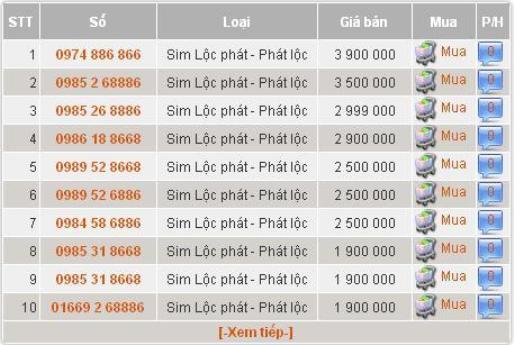 STT Số Loại Giá bán Mua P/H
1 0974 886 866 Sim Lộc phát - Phát lộc 3 900 000 Mua 0
2 0985 2 68886 Sim Lộc phát - Phát lộc 3 500 000 Mua 0
3 0985 26 8886 Sim Lộc phát - Phát lộc 2 999 000 Mua 0
4 0986 18 8668 Sim Lộc phát - Phát lộc 2 900 000 Mua 0
5 0989 52 8668 Sim Lộc phát - Phát lộc 2 500 000 Mua 0
6 0989 52 6886 Sim Lộc phát - Phát lộc 2 500 000 Mua 0
7 0984 58 6886 Sim Lộc phát - Phát lộc 2 500 000 Mua 0
8 0985 31 8668 Sim Lộc phát - Phát lộc 1 900 000 Mua 0
9 0985 31 8668 Sim Lộc phát - Phát lộc 1 900 000 Mua 0
10 01669 2 68886 Sim Lộc phát - Phát lộc 1 900 000 Mua 0
[-Xem tiếp-]